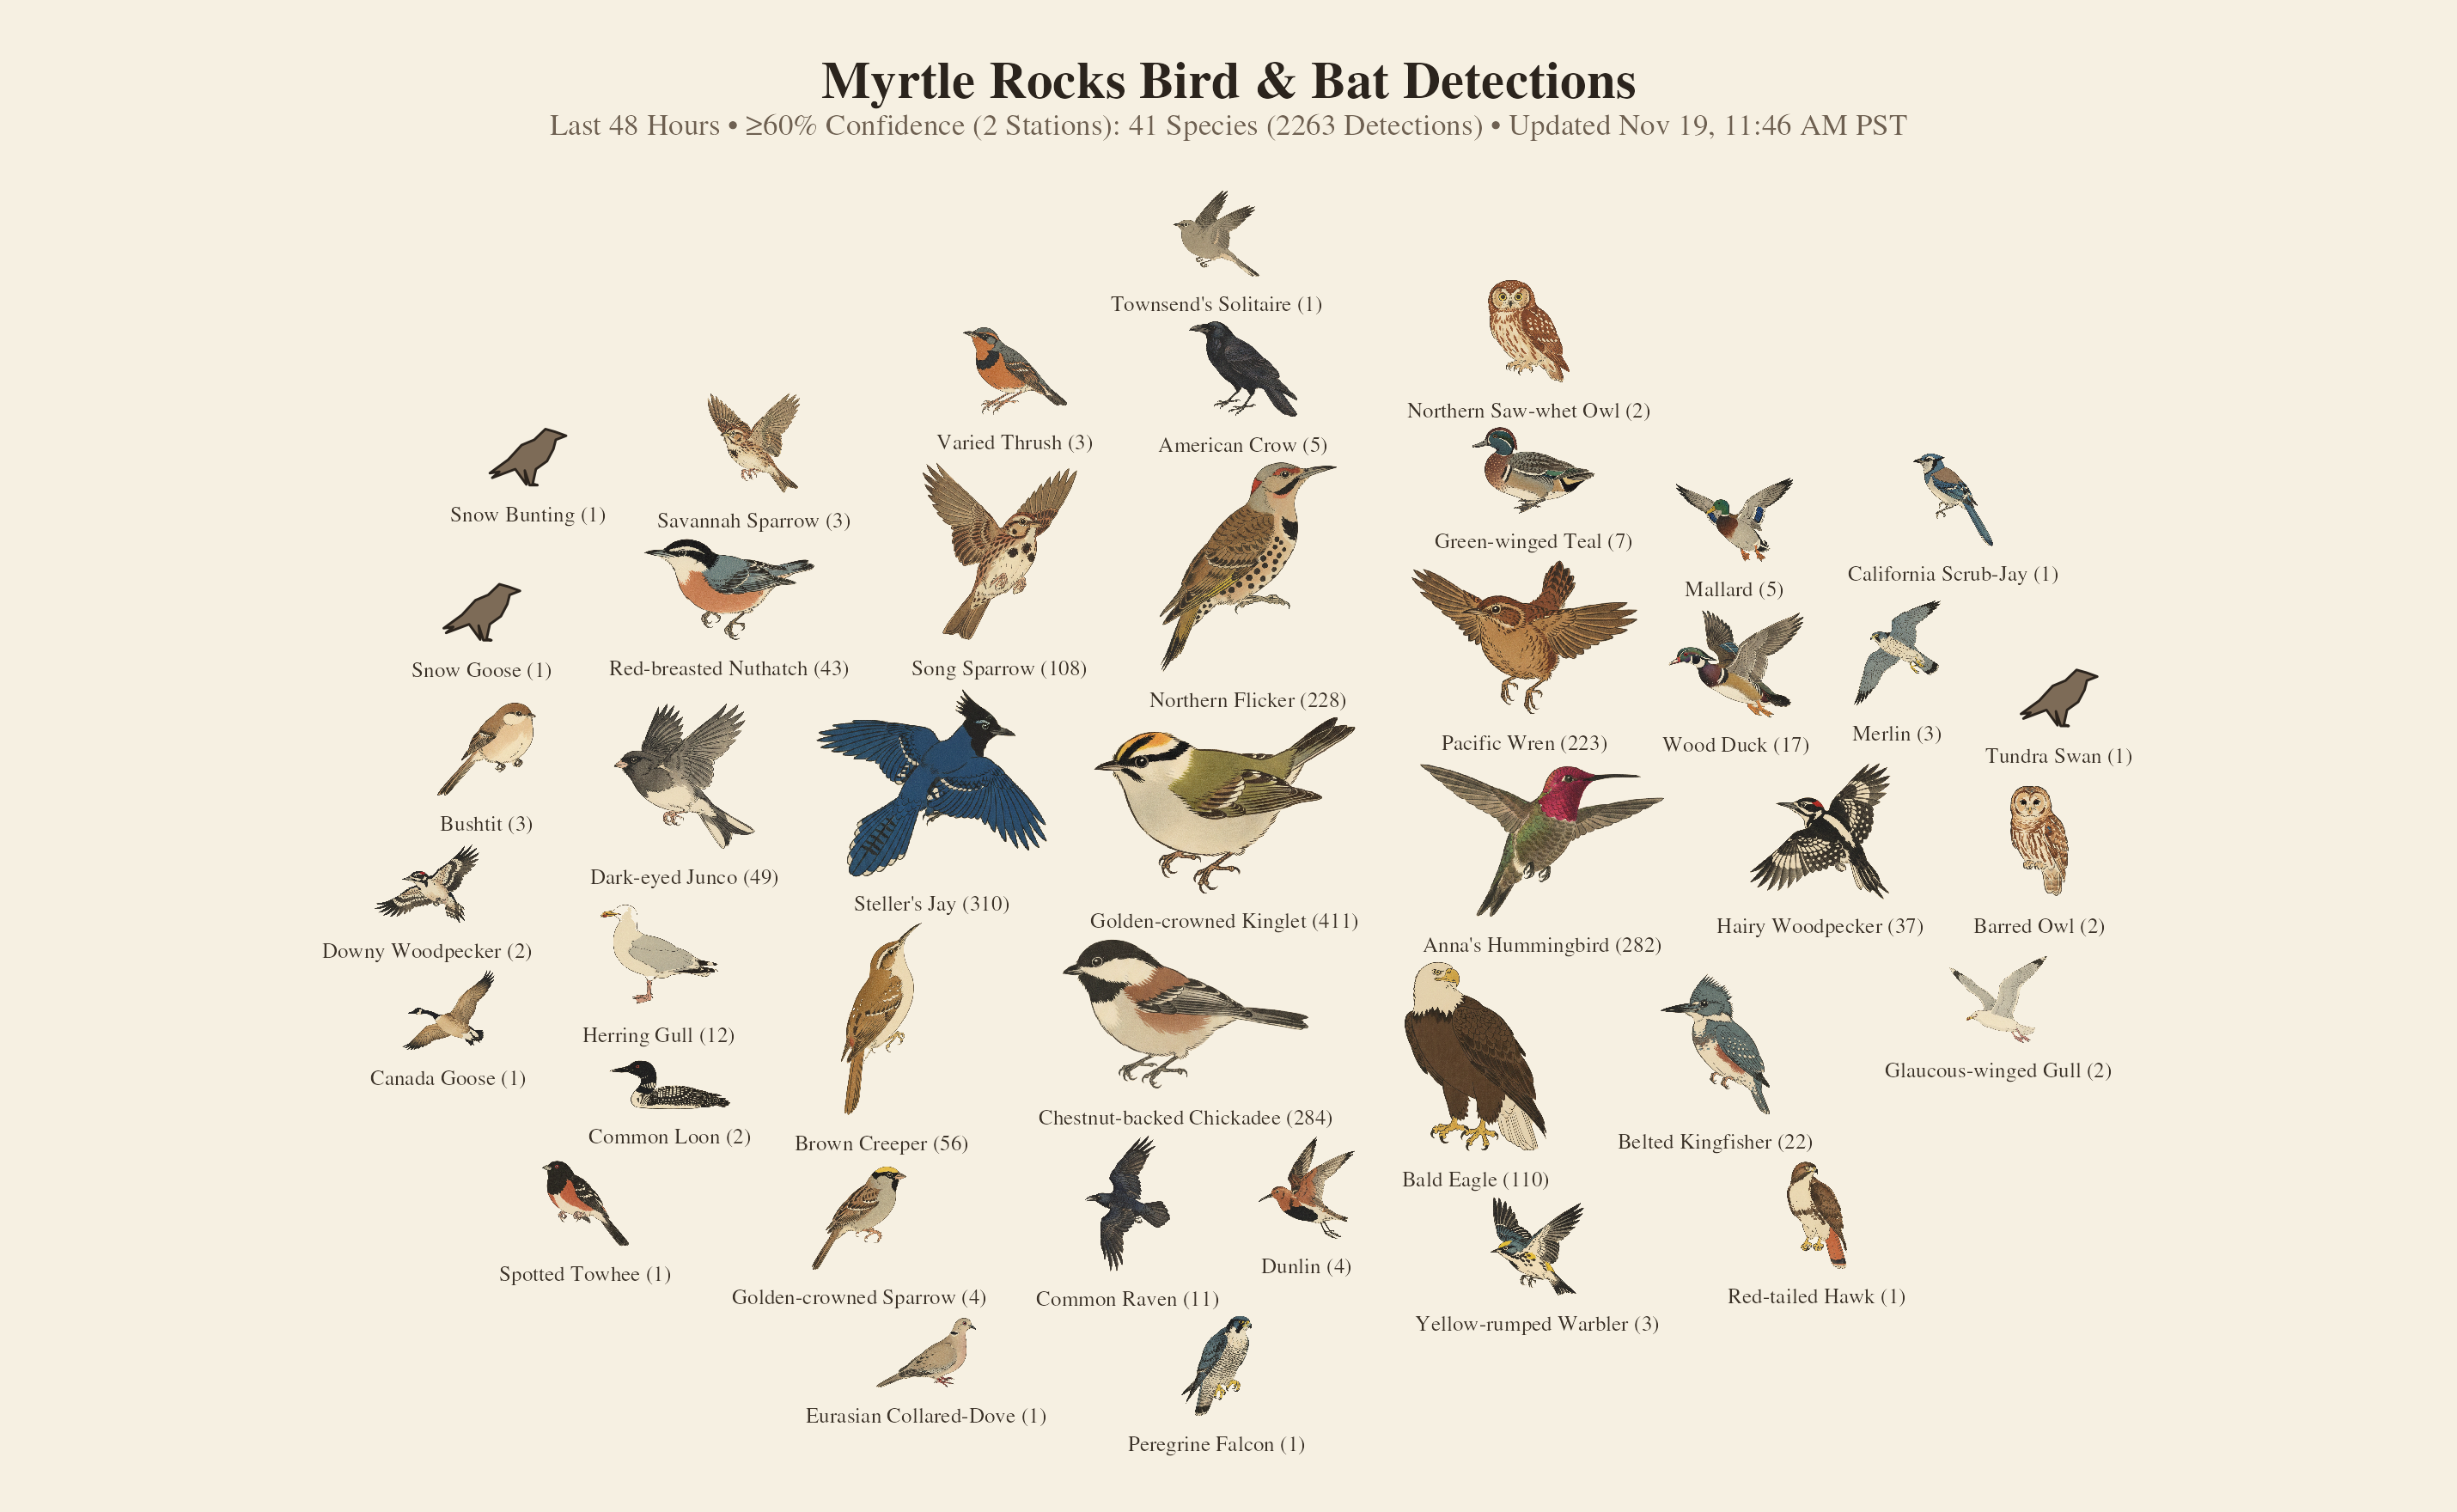 Myrtle Rocks Bird & Bat Detections
Last 48 Hours • ≥60% Confidence (2 Stations): 41 Species (2263 Detections) • Updated Nov 19, 11:46 AM PST
Townsend's Solitaire (1)
Northern Saw-whet Owl (2)
Varied Thrush (3)
American Crow (5)
Snow Bunting (1)
Savannah Sparrow (3)
Green-winged Teal (7)
California Scrub-Jay (1)
Mallard (5)
Snow Goose (1)
Red-breasted Nuthatch (43)
Song Sparrow (108)
Northern Flicker (228)
Merlin (3)
Pacific Wren (223)
Wood Duck (17)
Tundra Swan (1)
Bushtit (3)
Dark-eyed Junco (49)
Steller's Jay (310)
Golden-crowned Kinglet (411)
Hairy Woodpecker (37)
Barred Owl (2)
Anna's Hummingbird (282)
Downy Woodpecker (2)
Herring Gull (12)
Glaucous-winged Gull (2)
Canada Goose (1)
Chestnut-backed Chickadee (284)
Common Loon (2)
Brown Creeper (56)
Belted Kingfisher (22)
Bald Eagle (110)
Dunlin (4)
Spotted Towhee (1)
Golden-crowned Sparrow (4)
Common Raven (11)
Red-tailed Hawk (1)
Yellow-rumped Warbler (3)
Eurasian Collared-Dove (1)
Peregrine Falcon (1)